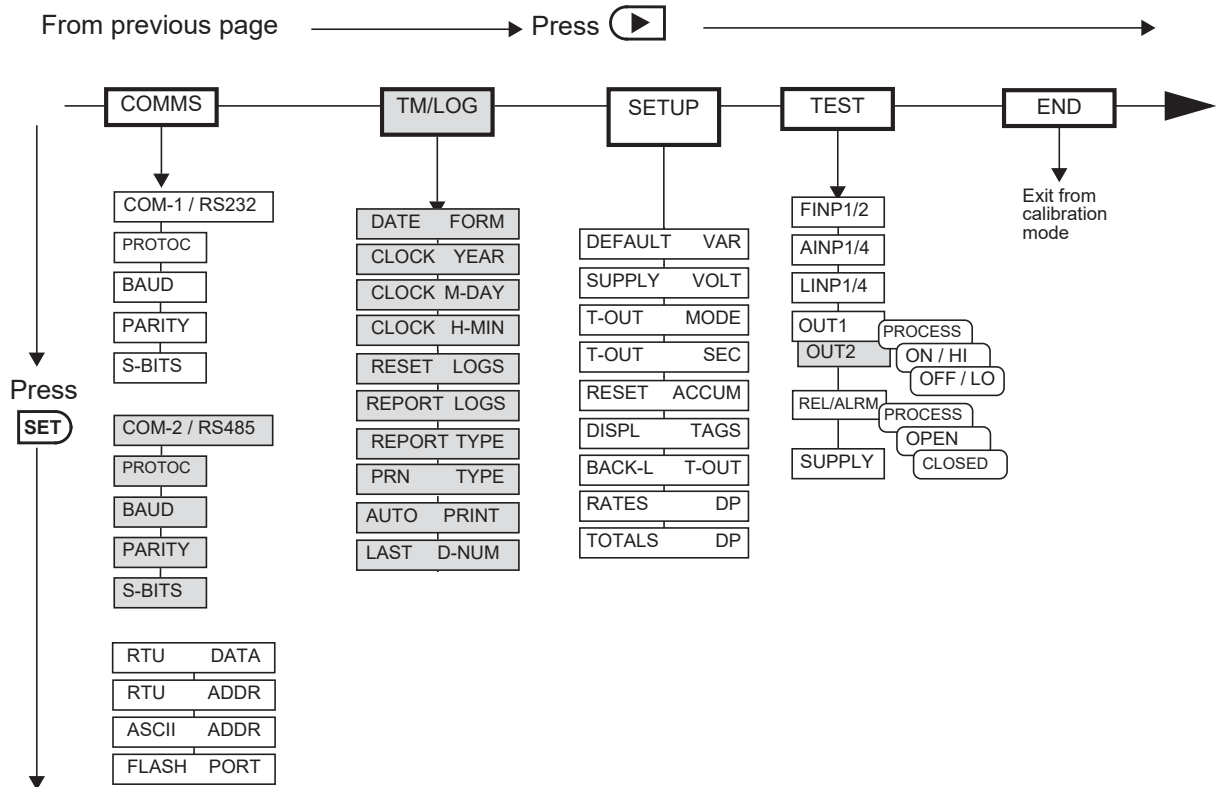 From previous page
Press
COMMS
TM/LOG
SETUP
TEST
END
Press
SET
COM-1 / RS232
PROTOC
BAUD
PARITY
S-BITS
COM-2 / RS485
PROTOC
BAUD
PARITY
S-BITS
RTU DATA
RTU ADDR
ASCII ADDR
FLASH PORT
DATE FORM
CLOCK YEAR
CLOCK M-DAY
CLOCK H-MIN
RESET LOGS
REPORT LOGS
REPORT TYPE
PRN TYPE
AUTO PRINT
LAST D-NUM
DEFAULT VAR
SUPPLY VOLT
T-OUT MODE
T-OUT SEC
RESET ACCUM
DISPL TAGS
BACK-L T-OUT
RATES DP
TOTALS DP
FINP1/2
AINP1/4
LINP1/4
OUT1
OUT2
PROCESS
ON / HI
OFF / LO
REL/ALRM
PROCESS
OPEN
CLOSED
SUPPLY
Exit from
calibration
mode